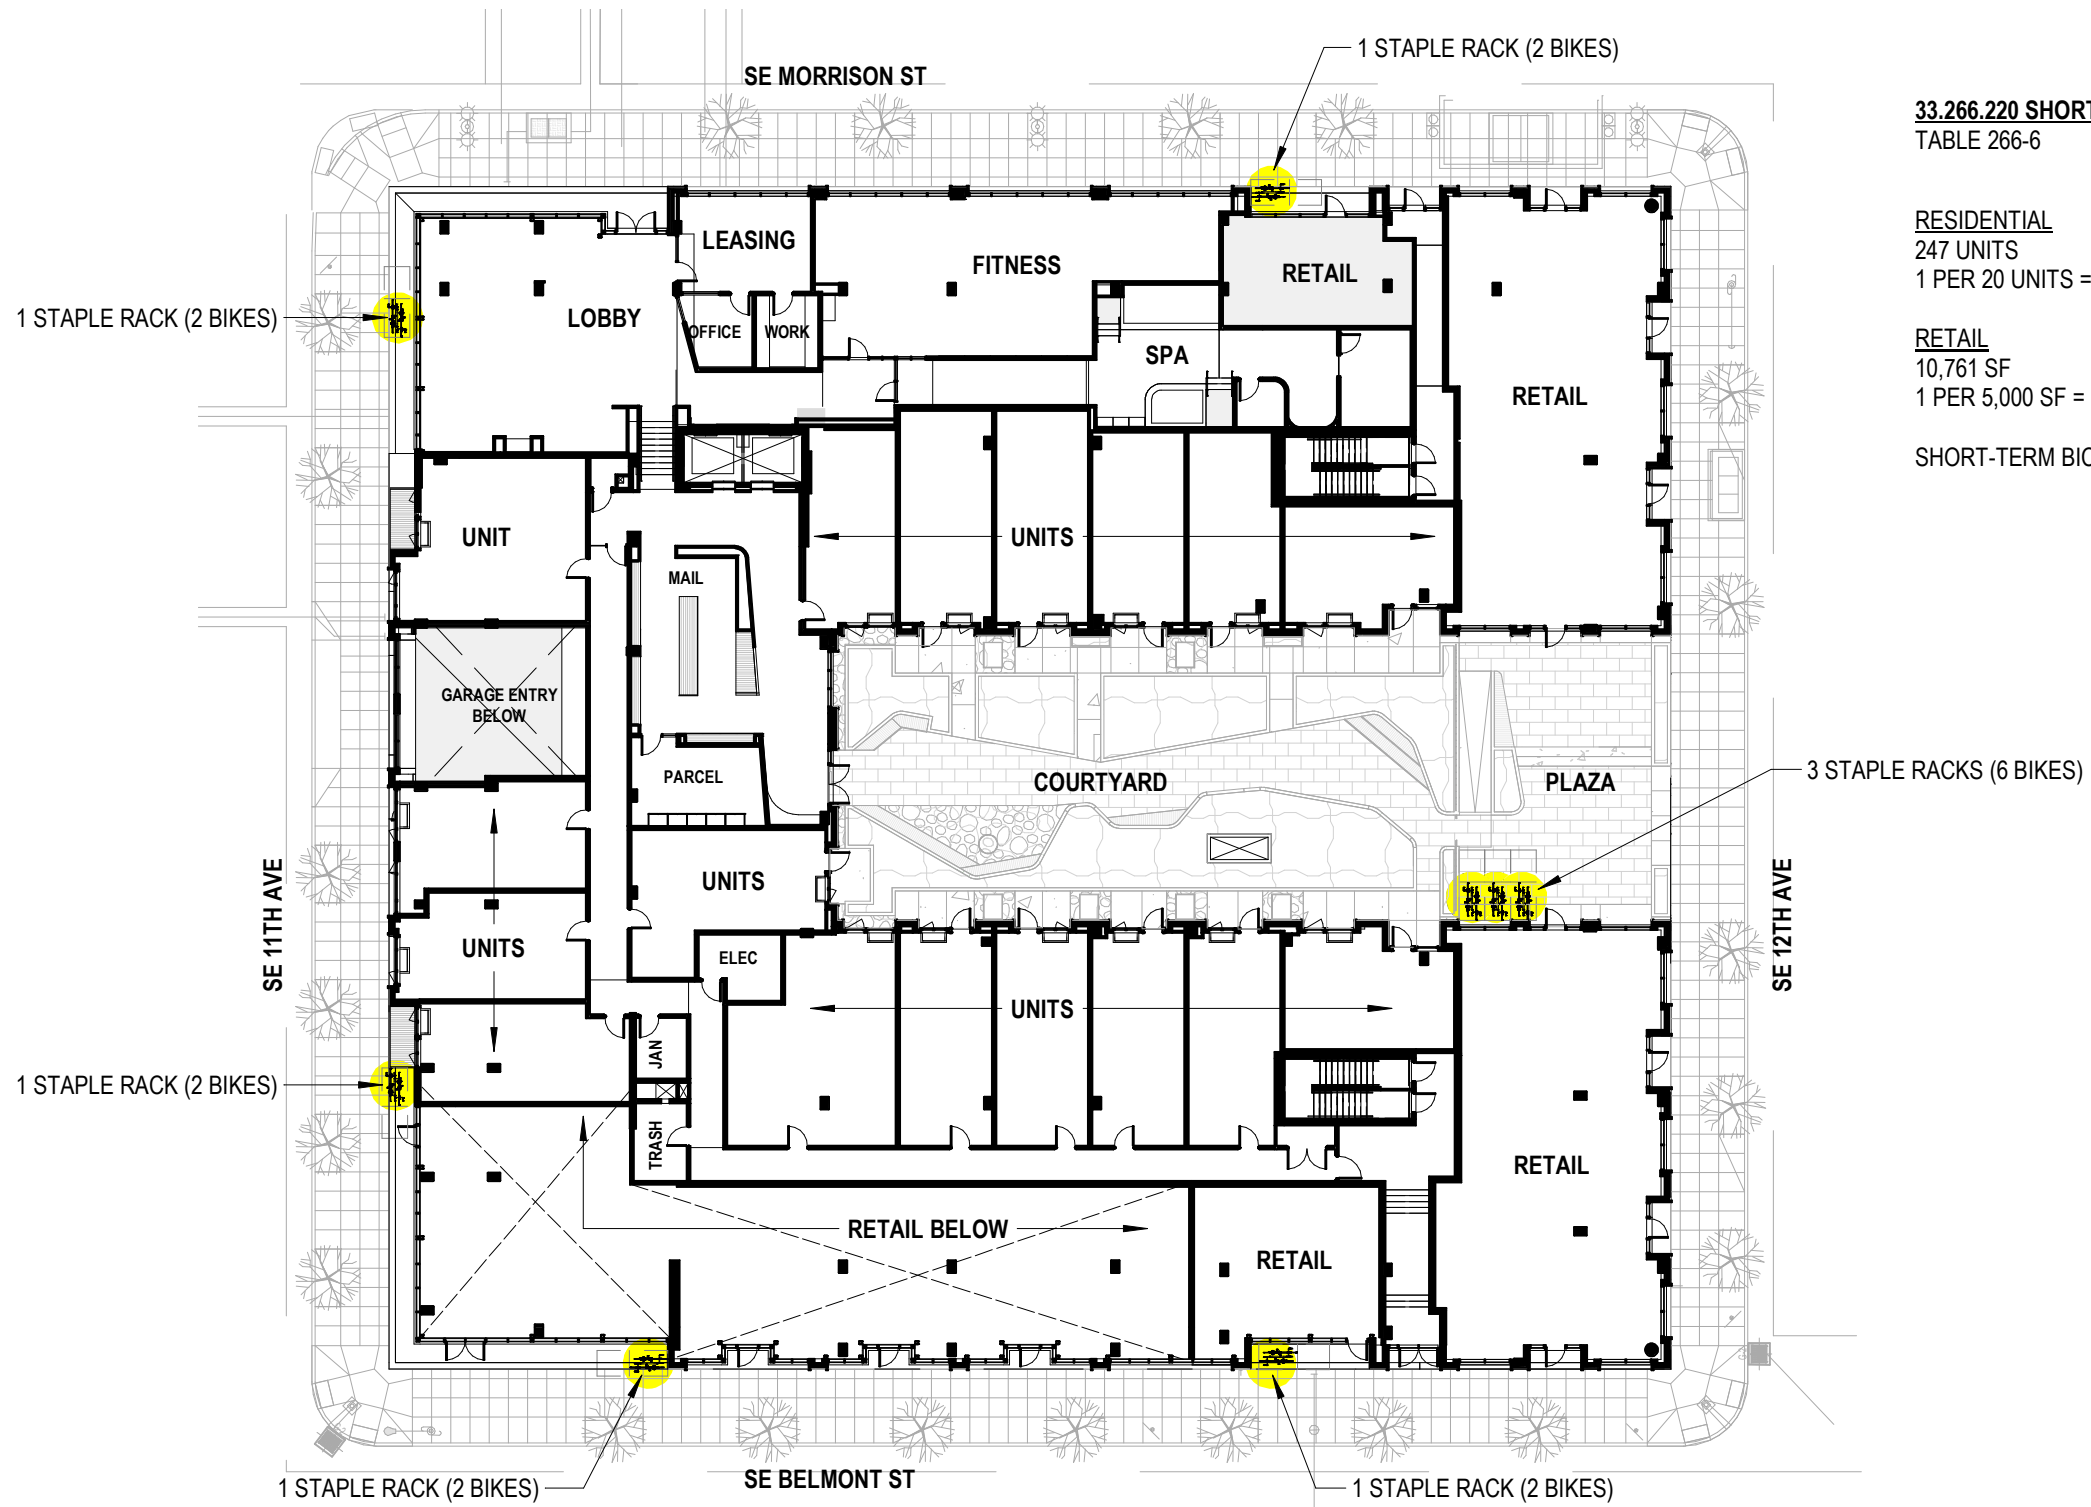 1 STAPLE RACK (2 BIKES)
SE MORRISON ST
33.266.220
TABLE 266-6
RESIDENTIAL
247 UNITS
1 PER 20 UNITS =
RETAIL
10,761 SF
1 PER 5,000 SF =
SHORT-TERM
LEASING
FITNESS
RETAIL
1 STAPLE RACK (2 BIKES)
LOBBY
OFFICE
WORK
SPA
RETAIL
UNIT
UNITS
MAIL
GARAGE ENTRY
BELOW
PARCEL
COURTYARD
PLAZA
3 STAPLE RACKS (6 BIKES)
UNITS
SE 11TH AVE
UNITS
ELEC
SE 12TH AVE
UNITS
JAN
1 STAPLE RACK (2 BIKES)
TRASH
RETAIL
RETAIL BELOW
RETAIL
SE BELMONT ST
1 STAPLE RACK (2 BIKES)
1 STAPLE RACK (2 BIKES)